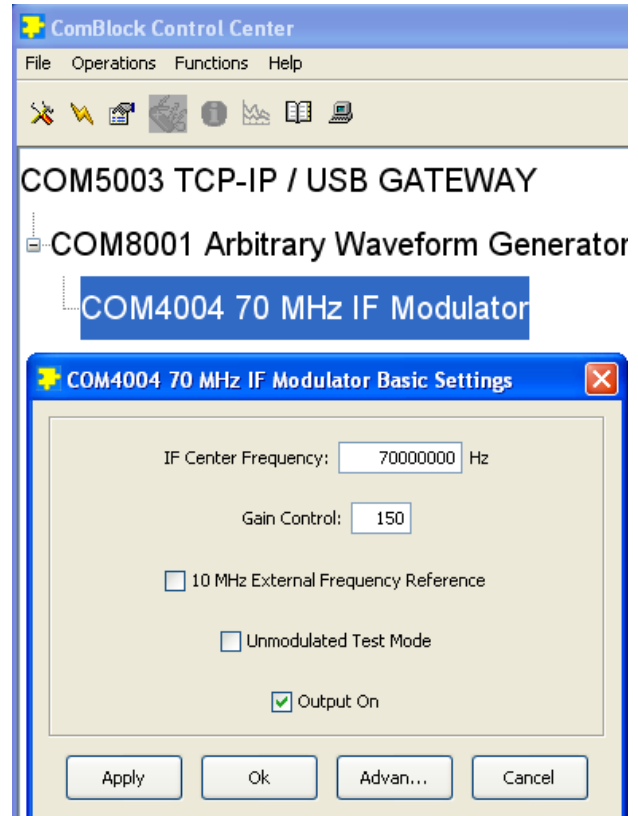 ComBlock Control Center
File Operations Functions Help
COM5003 TCP-IP / USB GATEWAY
COM8001 Arbitrary Waveform Generator
COM4004 70 MHz IF Modulator
COM4004 70 MHz IF Modulator Basic Settings
IF Center Frequency: 70000000 Hz
Gain Control: 150
10 MHz External Frequency Reference
Unmodulated Test Mode
Output On
Apply Ok Advan... Cancel